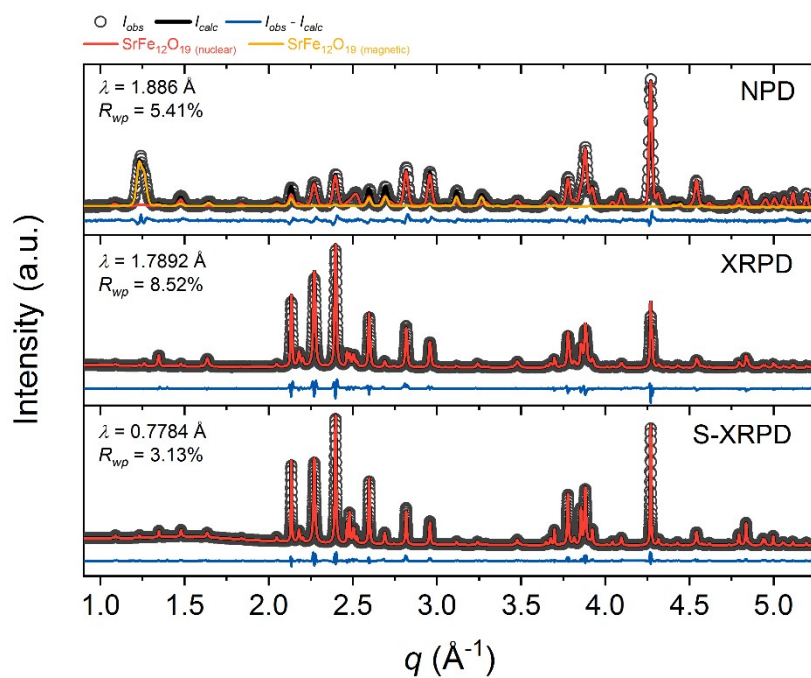 I_obs I_calc I_obs - I_calc
SrFe12O19 (nuclear) SrFe12O19 (magnetic)
λ = 1.886 Å
R_wp = 5.41%
NPD
λ = 1.7892 Å
R_wp = 8.52%
XRPD
λ = 0.7784 Å
R_wp = 3.13%
S-XRPD
Intensity (a.u.)
1.0 1.5 2.0 2.5 3.0 3.5 4.0 4.5 5.0
q (Å-1)